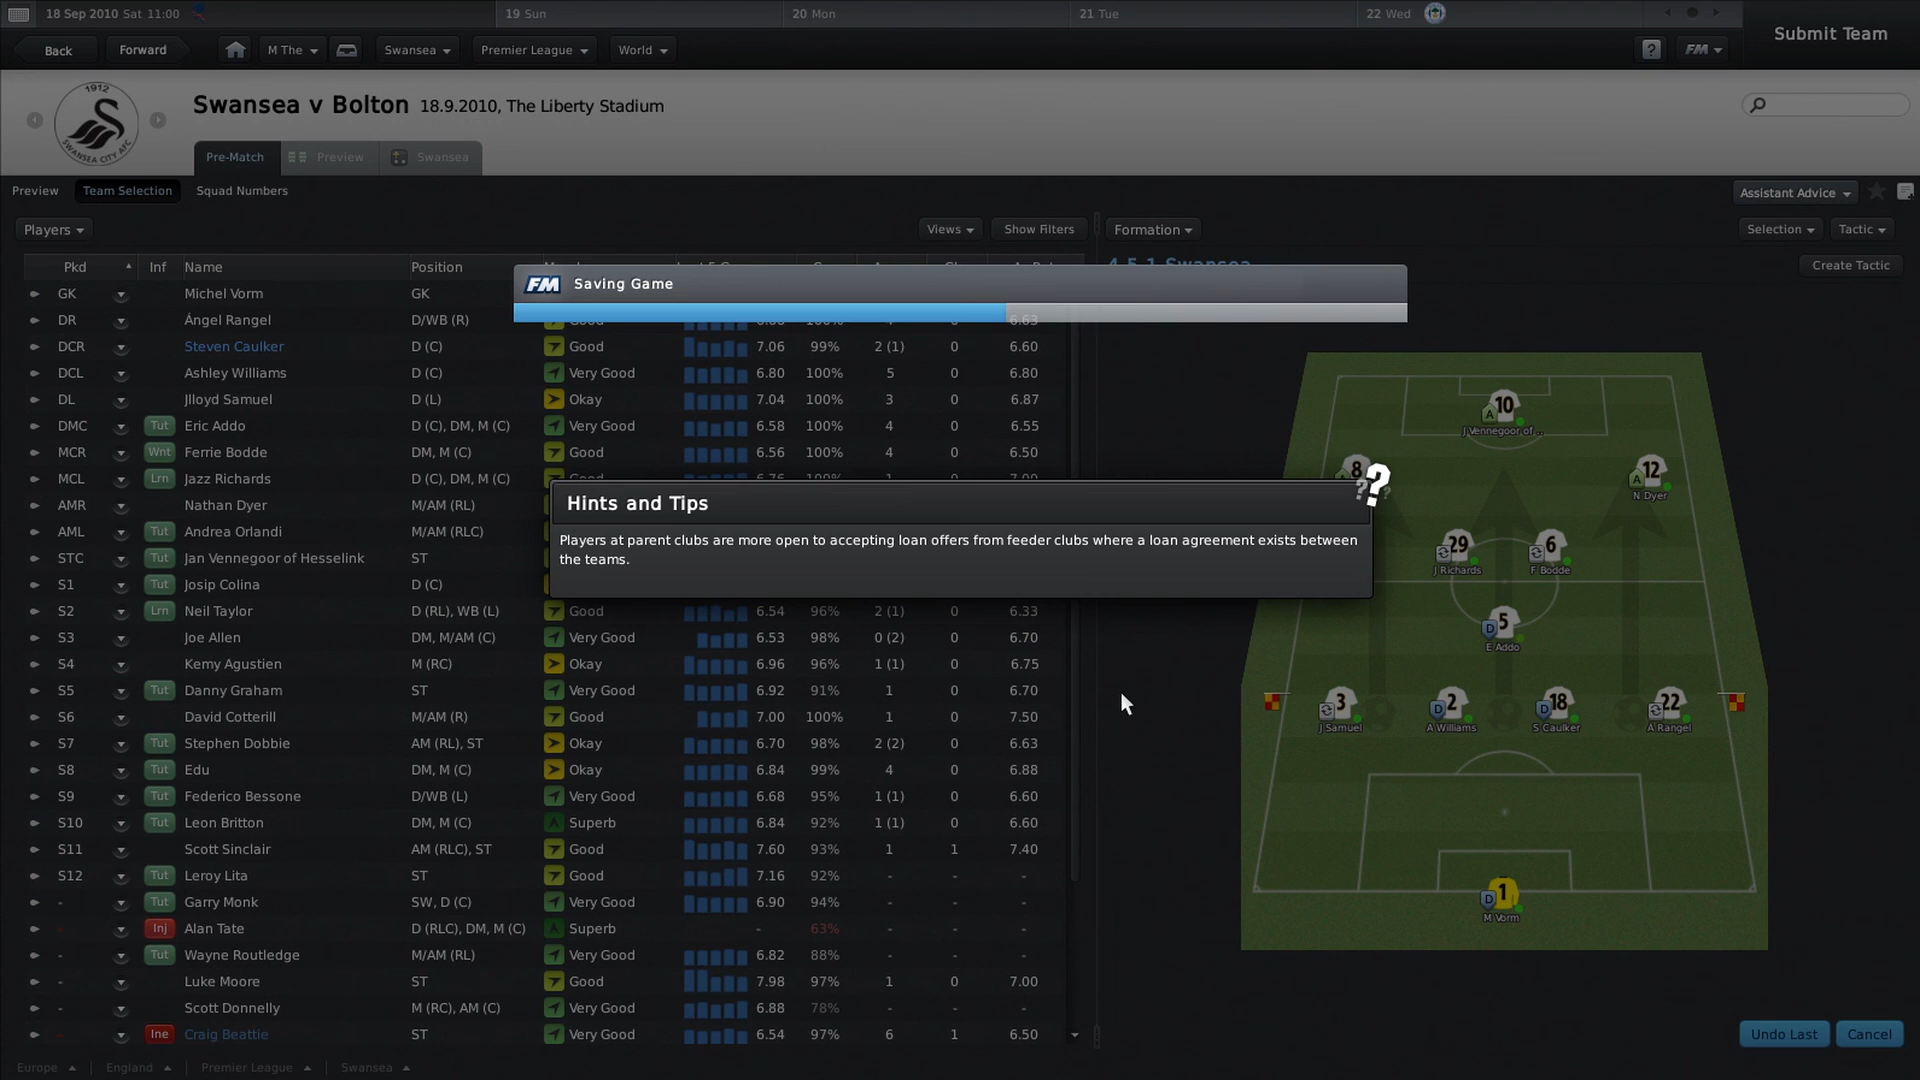 18 Sep 2010 Sat 11:00 19 Sun 20 Mon 21 Tue 22 Wed
Submit Team
Back Forward M The Swansea Premier League World ? FM
1912
SWANSEA CITY AFC
Swansea v Bolton 18.9.2010, The Liberty Stadium
Pre-Match Preview Swansea
Preview Team Selection Squad Numbers Assistant Advice
Players Views Show Filters Formation Selection Tactic
Pkd Inf Name Position
4-5-1 Swansea Create Tactic
FM Saving Game
GK Michel Vorm GK
DR Ángel Rangel D/WB (R) 6.63
DCR Steven Caulker D (C) Good 7.06 99% 2 (1) 0 6.60
DCL Ashley Williams D (C) Very Good 6.80 100% 5 0 6.80
DL Jlloyd Samuel D (L) Okay 7.04 100% 3 0 6.87
DMC Tut Eric Addo D (C), DM, M (C) Very Good 6.58 100% 4 0 6.55
MCR Wnt Ferrie Bodde DM, M (C) Good 6.56 100% 4 0 6.50
MCL Lrn Jazz Richards D (C), DM, M (C)
AMR Nathan Dyer M/AM (RL)
AML Tut Andrea Orlandi M/AM (RLC)
STC Tut Jan Vennegoor of Hesselink ST
S1 Tut Josip Colina D (C)
Hints and Tips
Players at parent clubs are more open to accepting loan offers from feeder clubs where a loan agreement exists between
the teams.
S2 Lrn Neil Taylor D (RL), WB (L) Good 6.54 96% 2 (1) 0 6.33
S3 Joe Allen DM, M/AM (C) Very Good 6.53 98% 0 (2) 0 6.70
S4 Kemy Agustien M (RC) Okay 6.96 96% 1 (1) 0 6.75
S5 Tut Danny Graham ST Very Good 6.92 91% 1 0 6.70
S6 David Cotterill M/AM (R) Good 7.00 100% 1 0 7.50
S7 Tut Stephen Dobbie AM (RL), ST Okay 6.70 98% 2 (2) 0 6.63
S8 Tut Edu DM, M (C) Okay 6.84 99% 4 0 6.88
S9 Tut Federico Bessone D/WB (L) Very Good 6.68 95% 1 (1) 0 6.60
S10 Tut Leon Britton DM, M (C) Superb 6.84 92% 1 (1) 0 6.60
S11 Scott Sinclair AM (RLC), ST Good 7.60 93% 1 1 7.40
S12 Tut Leroy Lita ST Good 7.16 92% - - -
- Tut Garry Monk SW, D (C) Very Good 6.90 94% - - -
- Inj Alan Tate D (RLC), DM, M (C) Superb - 63% - - -
- Tut Wayne Routledge M/AM (RL) Very Good 6.82 88% - - -
- Luke Moore ST Good 7.98 97% 1 0 7.00
- Scott Donnelly M (RC), AM (C) Very Good 6.88 78% - - -
- Ine Craig Beattie ST Very Good 6.54 97% 6 1 6.50
A 10
J Vennegoor of ...
8
A 12
N Dyer
29 6
J Richards F Bodde
D 5
E Addo
3 D 2 D 18 22
J Samuel A Williams S Caulker A Rangel
D 1
M Vorm
Undo Last Cancel
Europe England Premier League Swansea